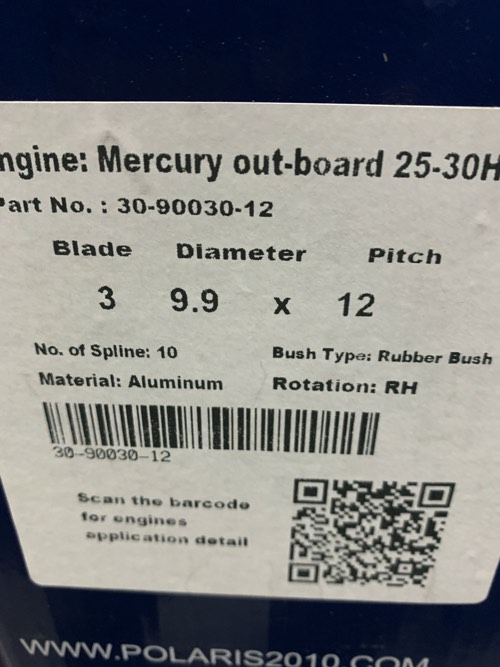 ngine: Mercury out-board 25-30H
Part No. : 30-90030-12
Blade Diameter Pitch
3 9.9 x 12
No. of Spline: 10 Bush Type: Rubber Bush
Material: Aluminum Rotation: RH
30-90030-12
Scan the barcode
for engines
application detail
WWW.POLARIS2010.COM